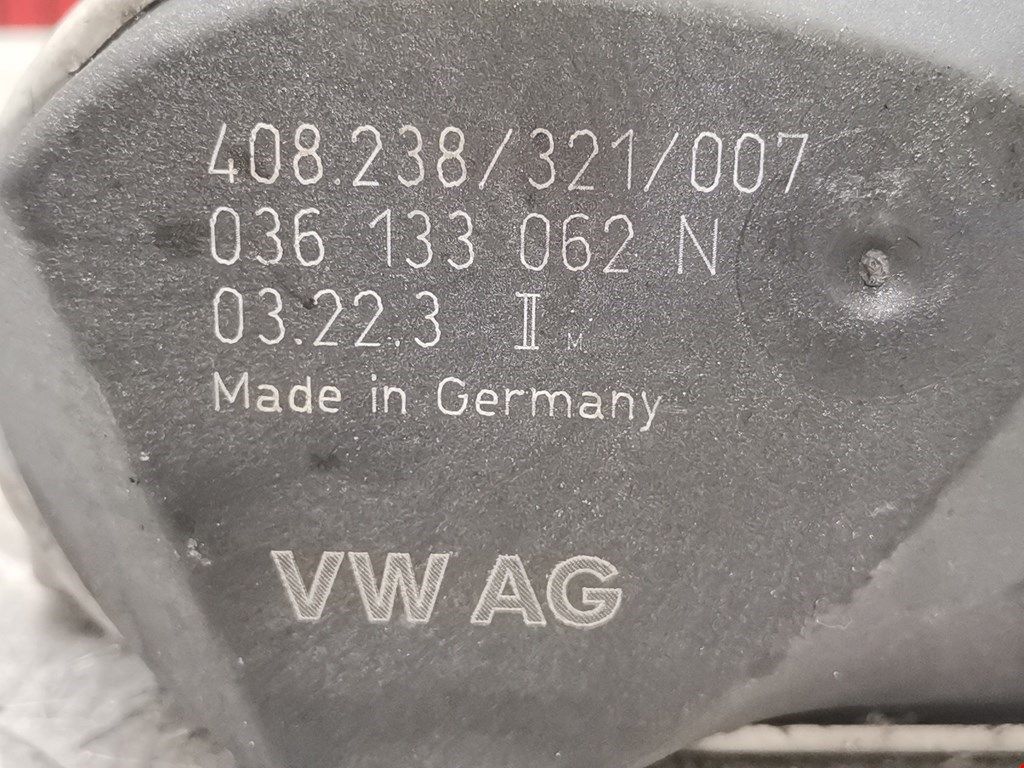 408.238/321/007
036 133 062 N
03.22.3 II M
Made in Germany
VW AG